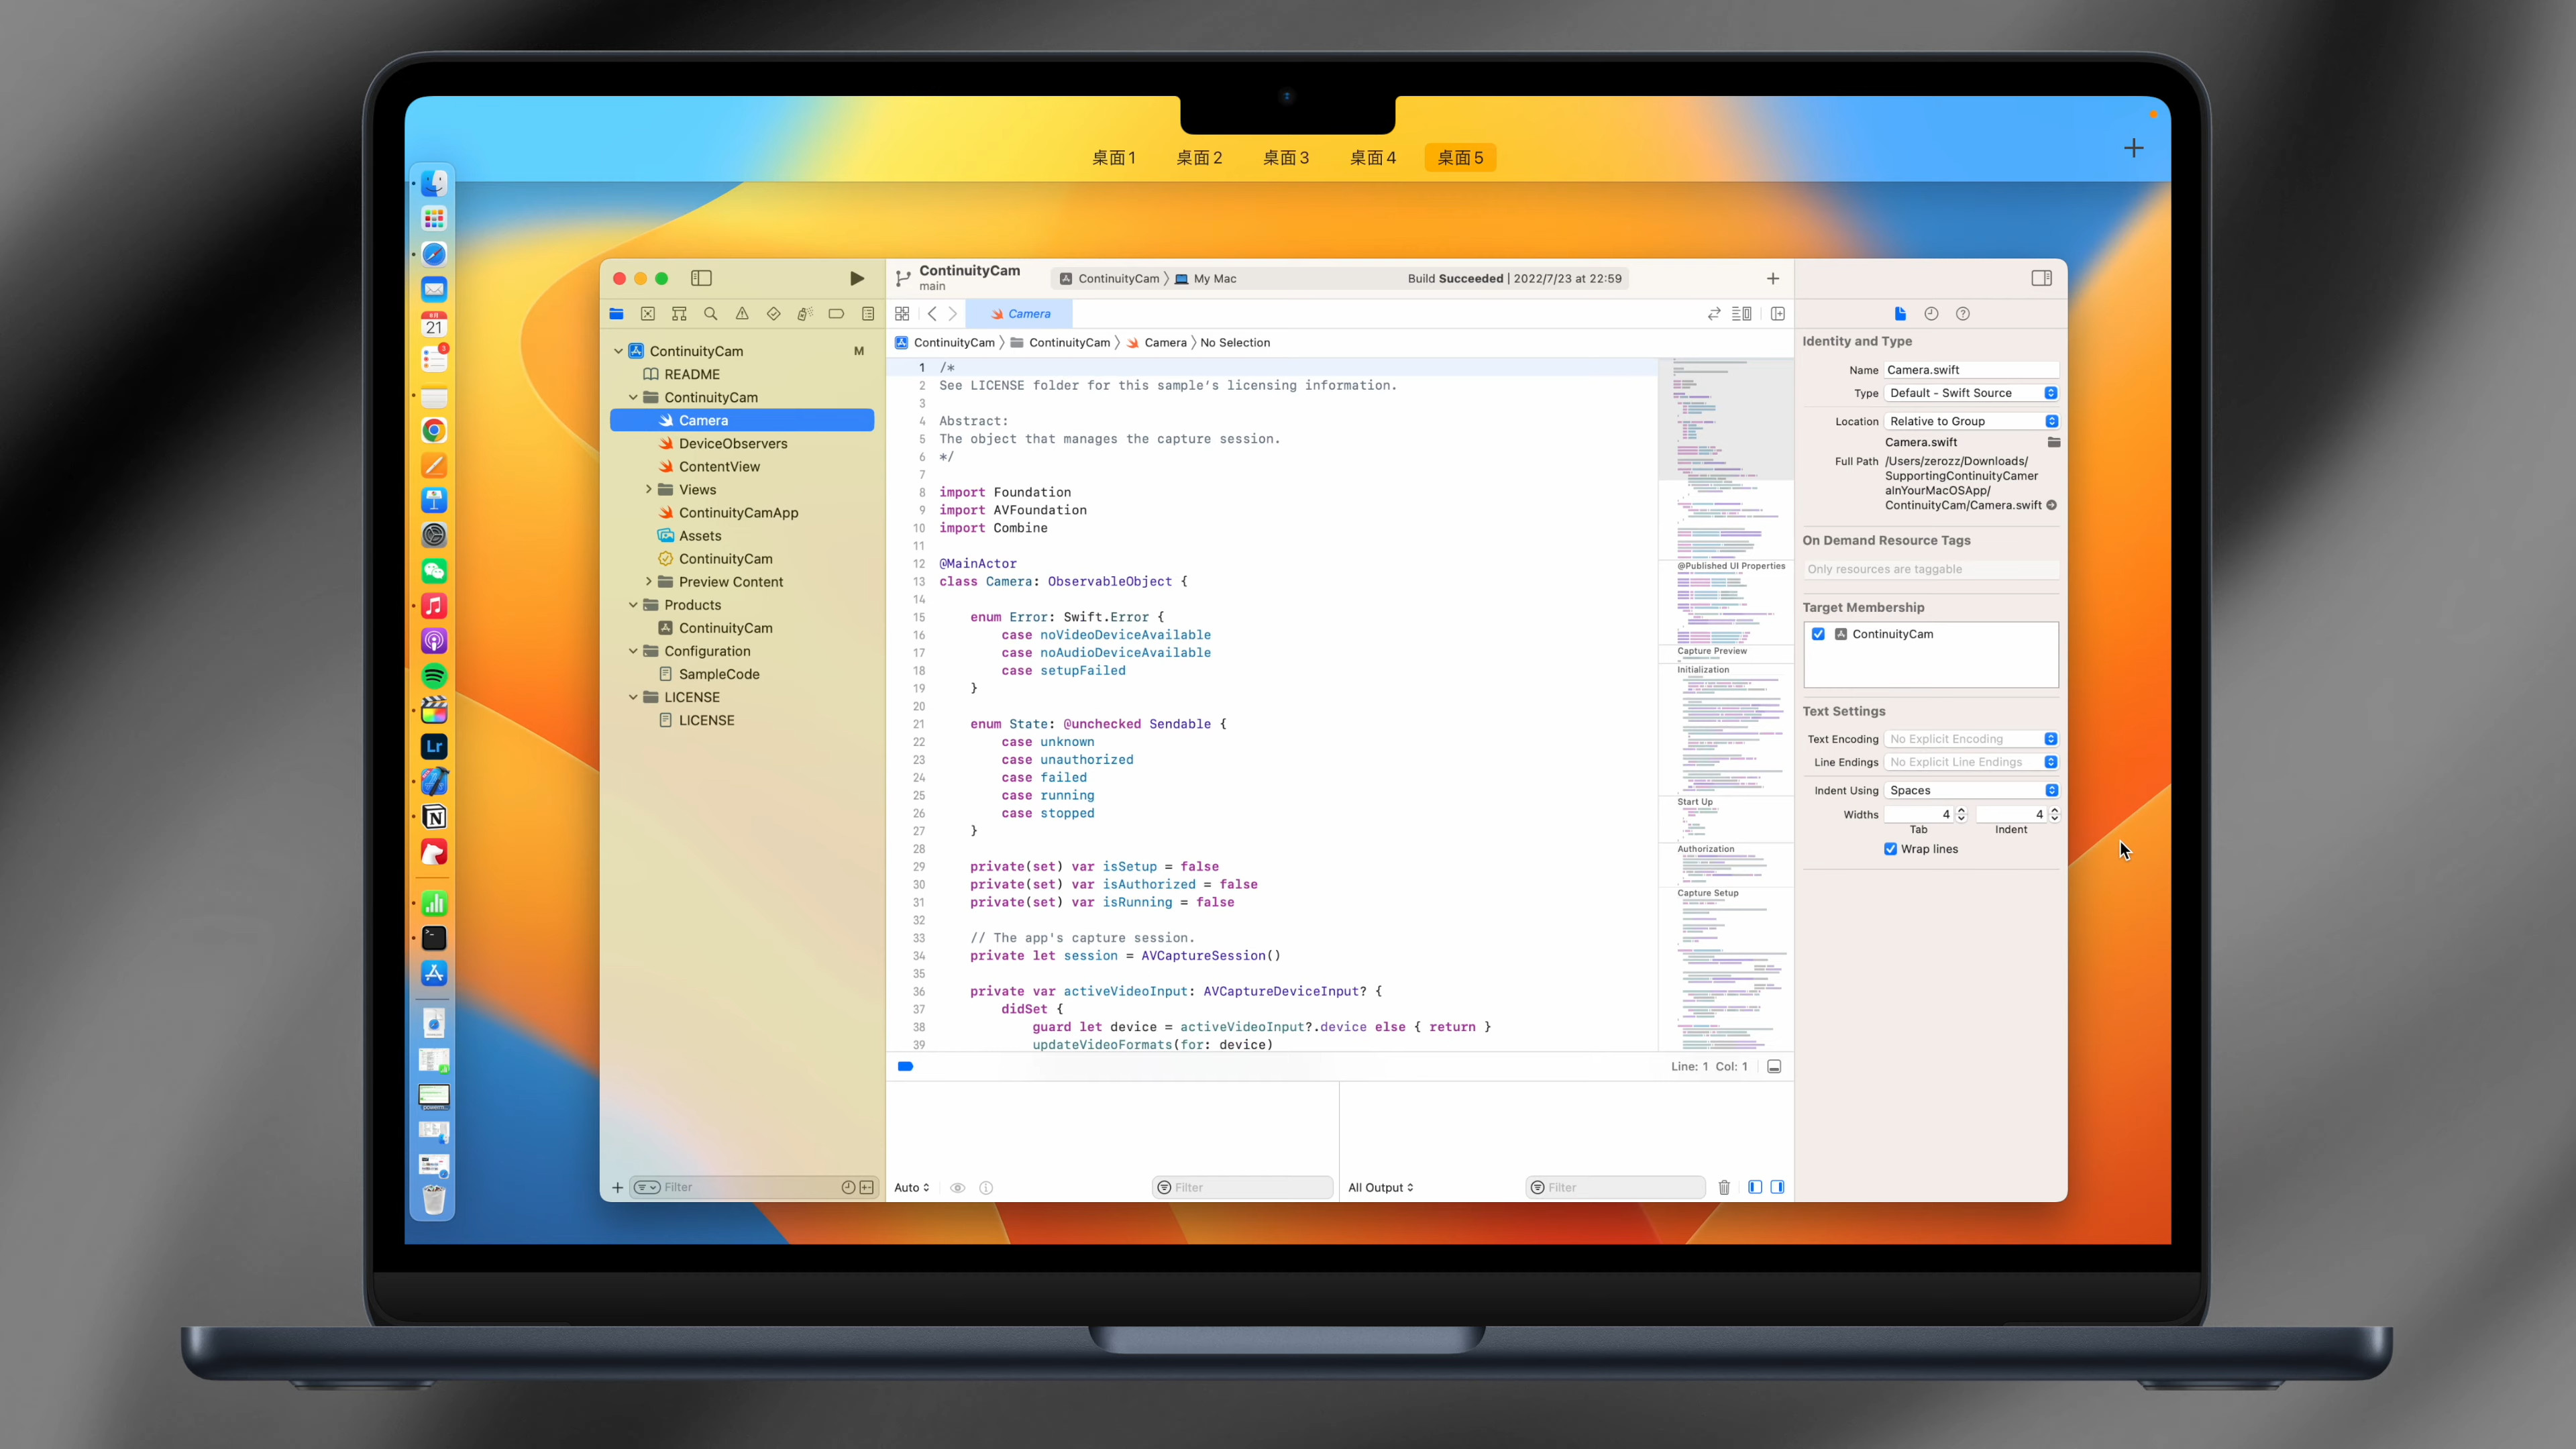 桌面1
桌面2
桌面3
桌面4
桌面5
21
3
Lr
ContinuityCam
main
ContinuityCam 〉 My Mac
Build Succeeded | 2022/7/23 at 22:59
Camera
ContinuityCam 〉 ContinuityCam 〉 Camera 〉 No Selection
ContinuityCam M
README
ContinuityCam
Camera
DeviceObservers
ContentView
Views
ContinuityCamApp
Assets
ContinuityCam
Preview Content
Products
ContinuityCam
Configuration
SampleCode
LICENSE
LICENSE
Filter
1 /*
2 See LICENSE folder for this sample’s licensing information.
3
4 Abstract:
5 The object that manages the capture session.
6 */
7
8 import Foundation
9 import AVFoundation
10 import Combine
11
12 @MainActor
13 class Camera: ObservableObject {
14
15     enum Error: Swift.Error {
16         case noVideoDeviceAvailable
17         case noAudioDeviceAvailable
18         case setupFailed
19     }
20
21     enum State: @unchecked Sendable {
22         case unknown
23         case unauthorized
24         case failed
25         case running
26         case stopped
27     }
28
29     private(set) var isSetup = false
30     private(set) var isAuthorized = false
31     private(set) var isRunning = false
32
33     // The app's capture session.
34     private let session = AVCaptureSession()
35
36     private var activeVideoInput: AVCaptureDeviceInput? {
37         didSet {
38             guard let device = activeVideoInput?.device else { return }
39             updateVideoFormats(for: device)
@Published UI Properties
Capture Preview
Initialization
Start Up
Authorization
Capture Setup
Line: 1 Col: 1
Auto
Filter
All Output
Filter
Identity and Type
Name Camera.swift
Type Default - Swift Source
Location Relative to Group
Camera.swift
Full Path /Users/zerozz/Downloads/
SupportingContinuityCamer
aInYourMacOSApp/
ContinuityCam/Camera.swift
On Demand Resource Tags
Only resources are taggable
Target Membership
ContinuityCam
Text Settings
Text Encoding No Explicit Encoding
Line Endings No Explicit Line Endings
Indent Using Spaces
Widths 4 4
Tab Indent
Wrap lines